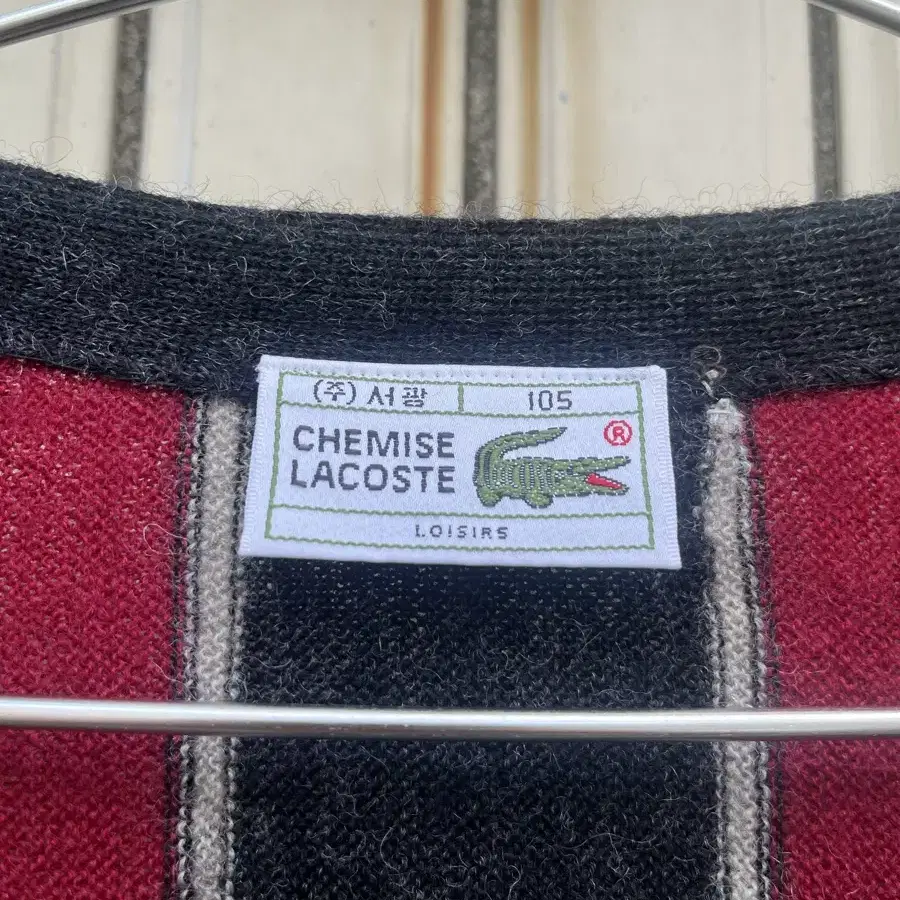 (주) 서광 105
CHEMISE
LACOSTE
®
LOISIRS